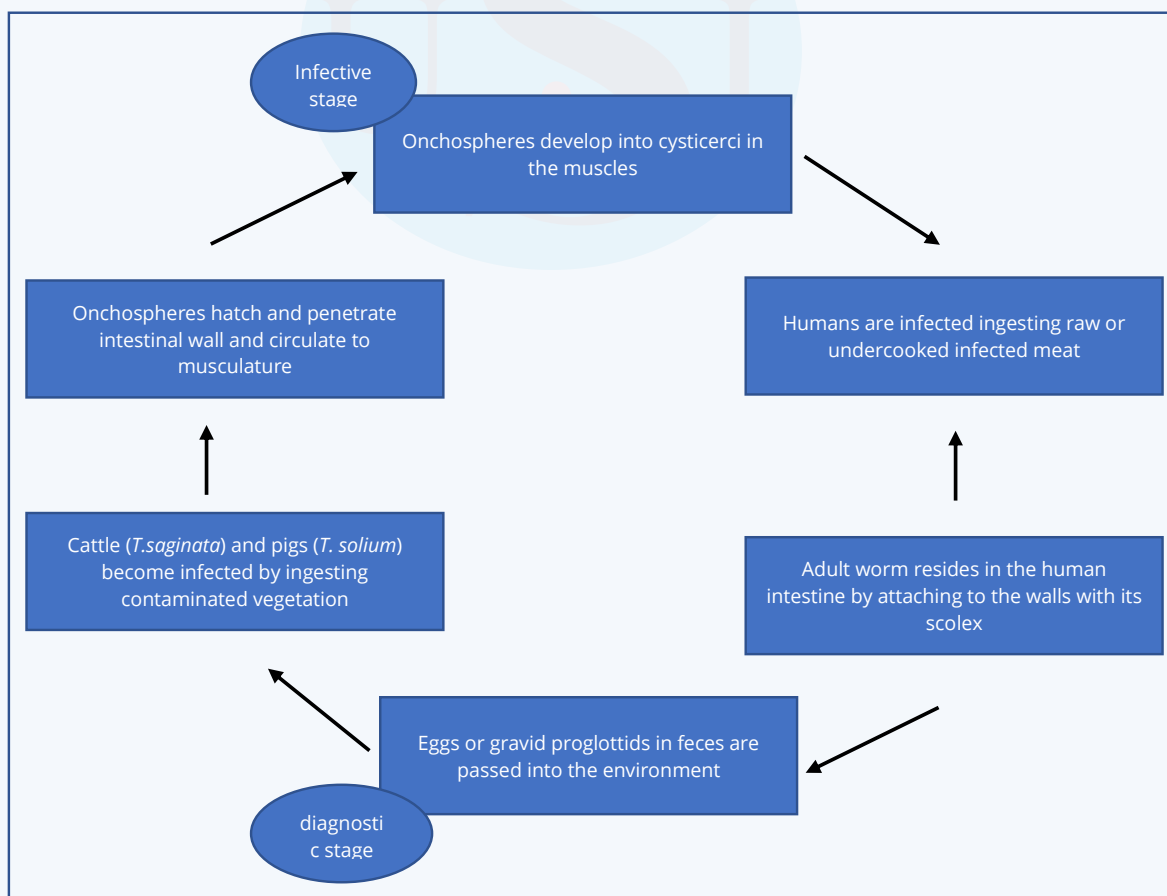 Infective
stage
Onchospheres develop into cysticerci in
the muscles
Onchospheres hatch and penetrate
intestinal wall and circulate to
musculature
Humans are infected ingesting raw or
undercooked infected meat
Cattle (T.saginata) and pigs (T. solium)
become infected by ingesting
contaminated vegetation
Adult worm resides in the human
intestine by attaching to the walls with its
scolex
Eggs or gravid proglottids in feces are
passed into the environment
diagnosti
c stage